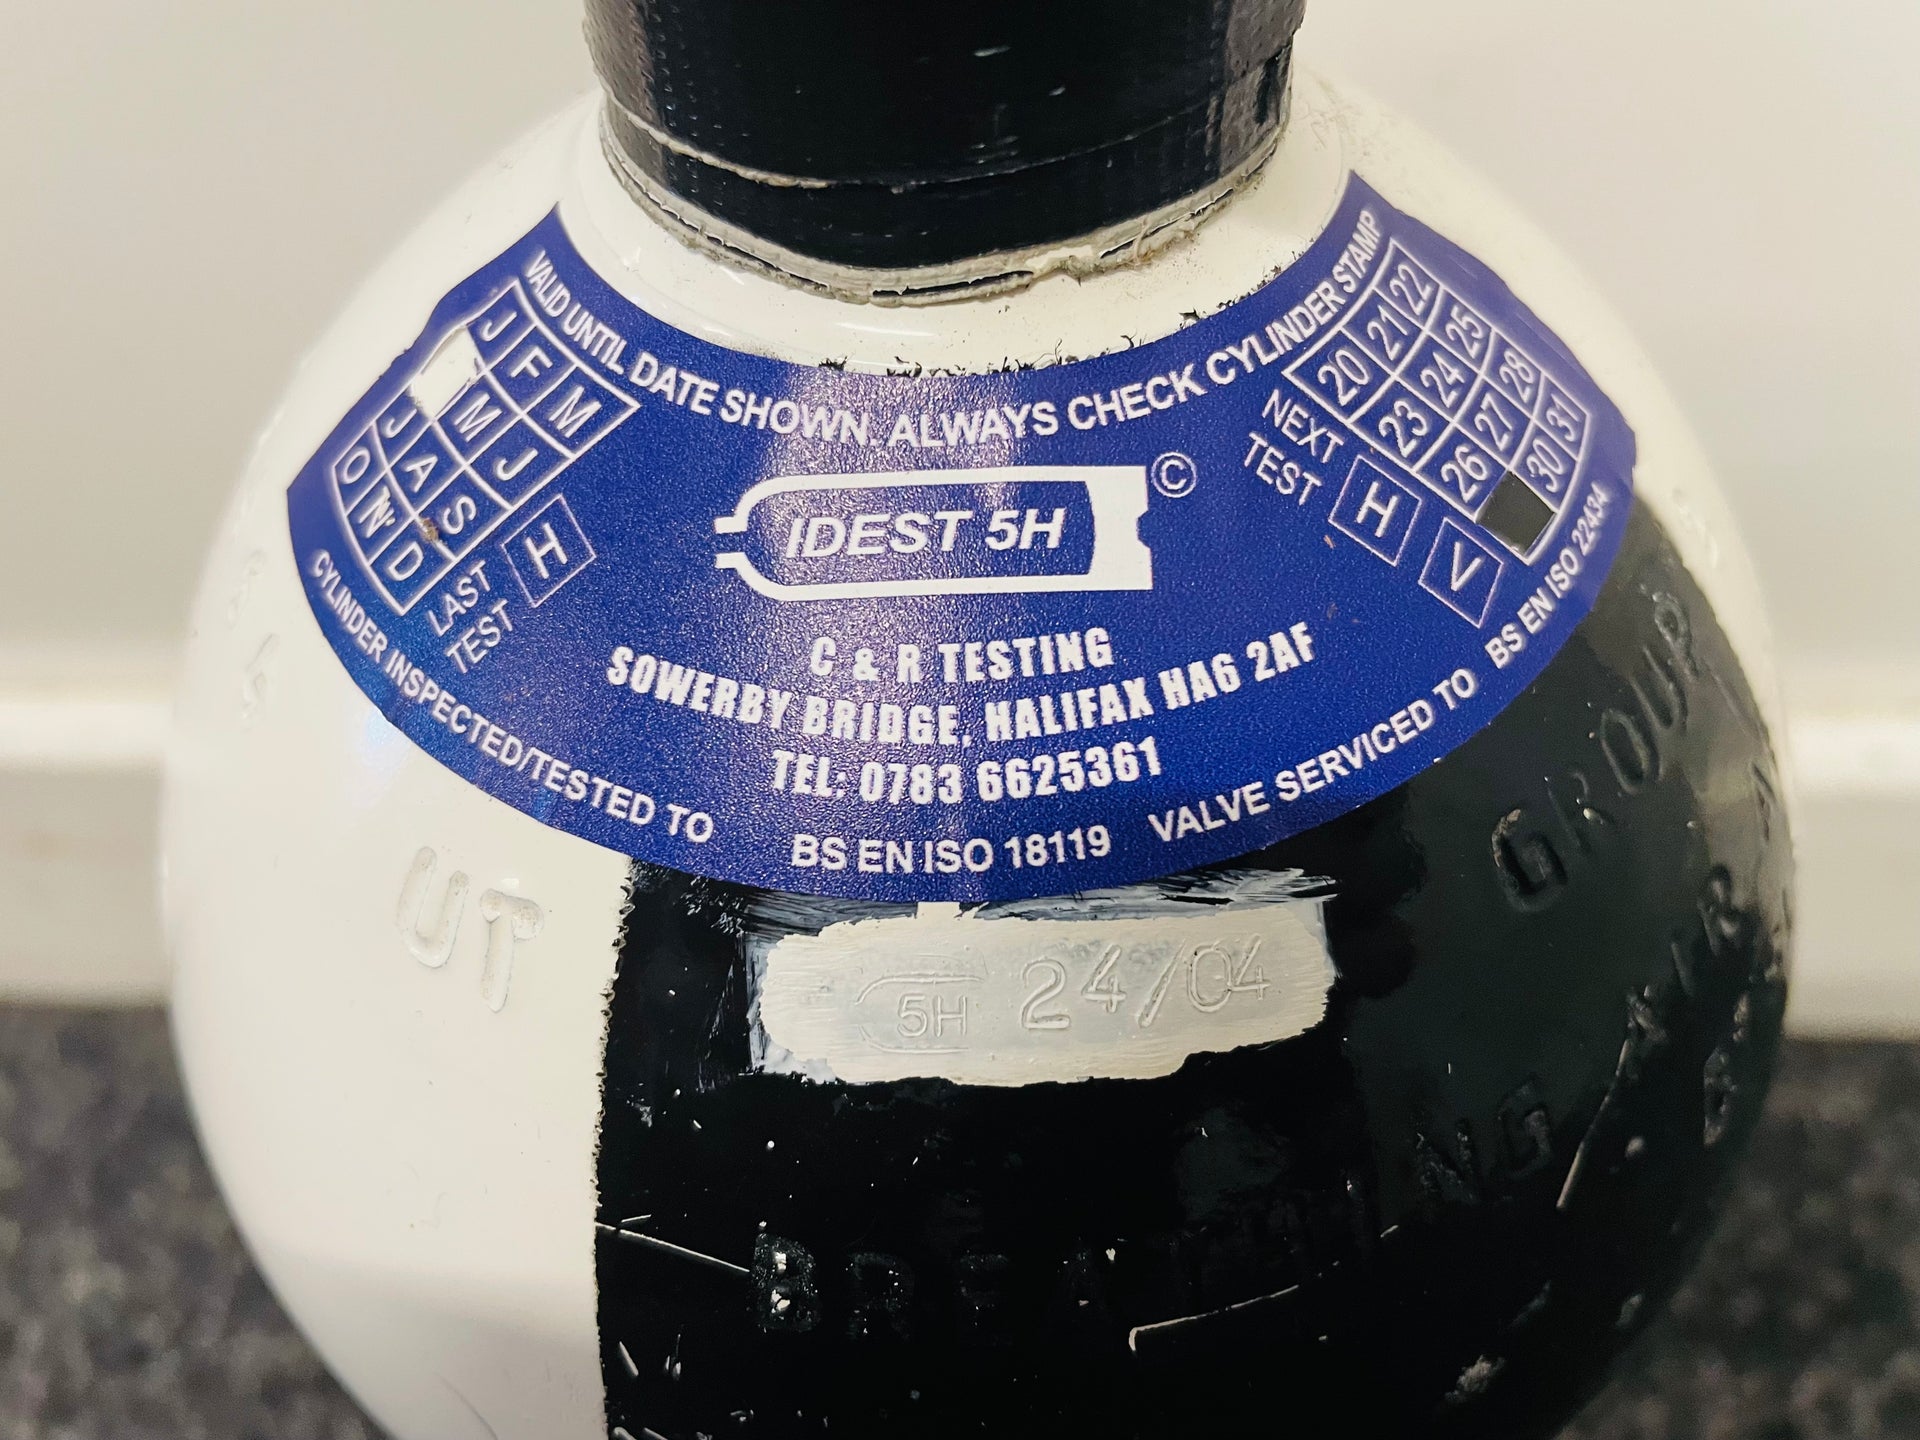 VALID UNTIL DATE SHOWN. ALWAYS CHECK CYLINDER STAMP
J F M
M J
J A S
O N D
LAST TEST H
20 21 22
23 24 25
26 27 28
30 31
NEXT TEST H V
IDEST 5H ©
C & R TESTING
SOWERBY BRIDGE, HALIFAX HA6 2AF
TEL: 0783 6625361
CYLINDER INSPECTED/TESTED TO BS EN ISO 18119 VALVE SERVICED TO BS EN ISO 22434
UT
5H 24/04
GROUP
AIR
BREATHING